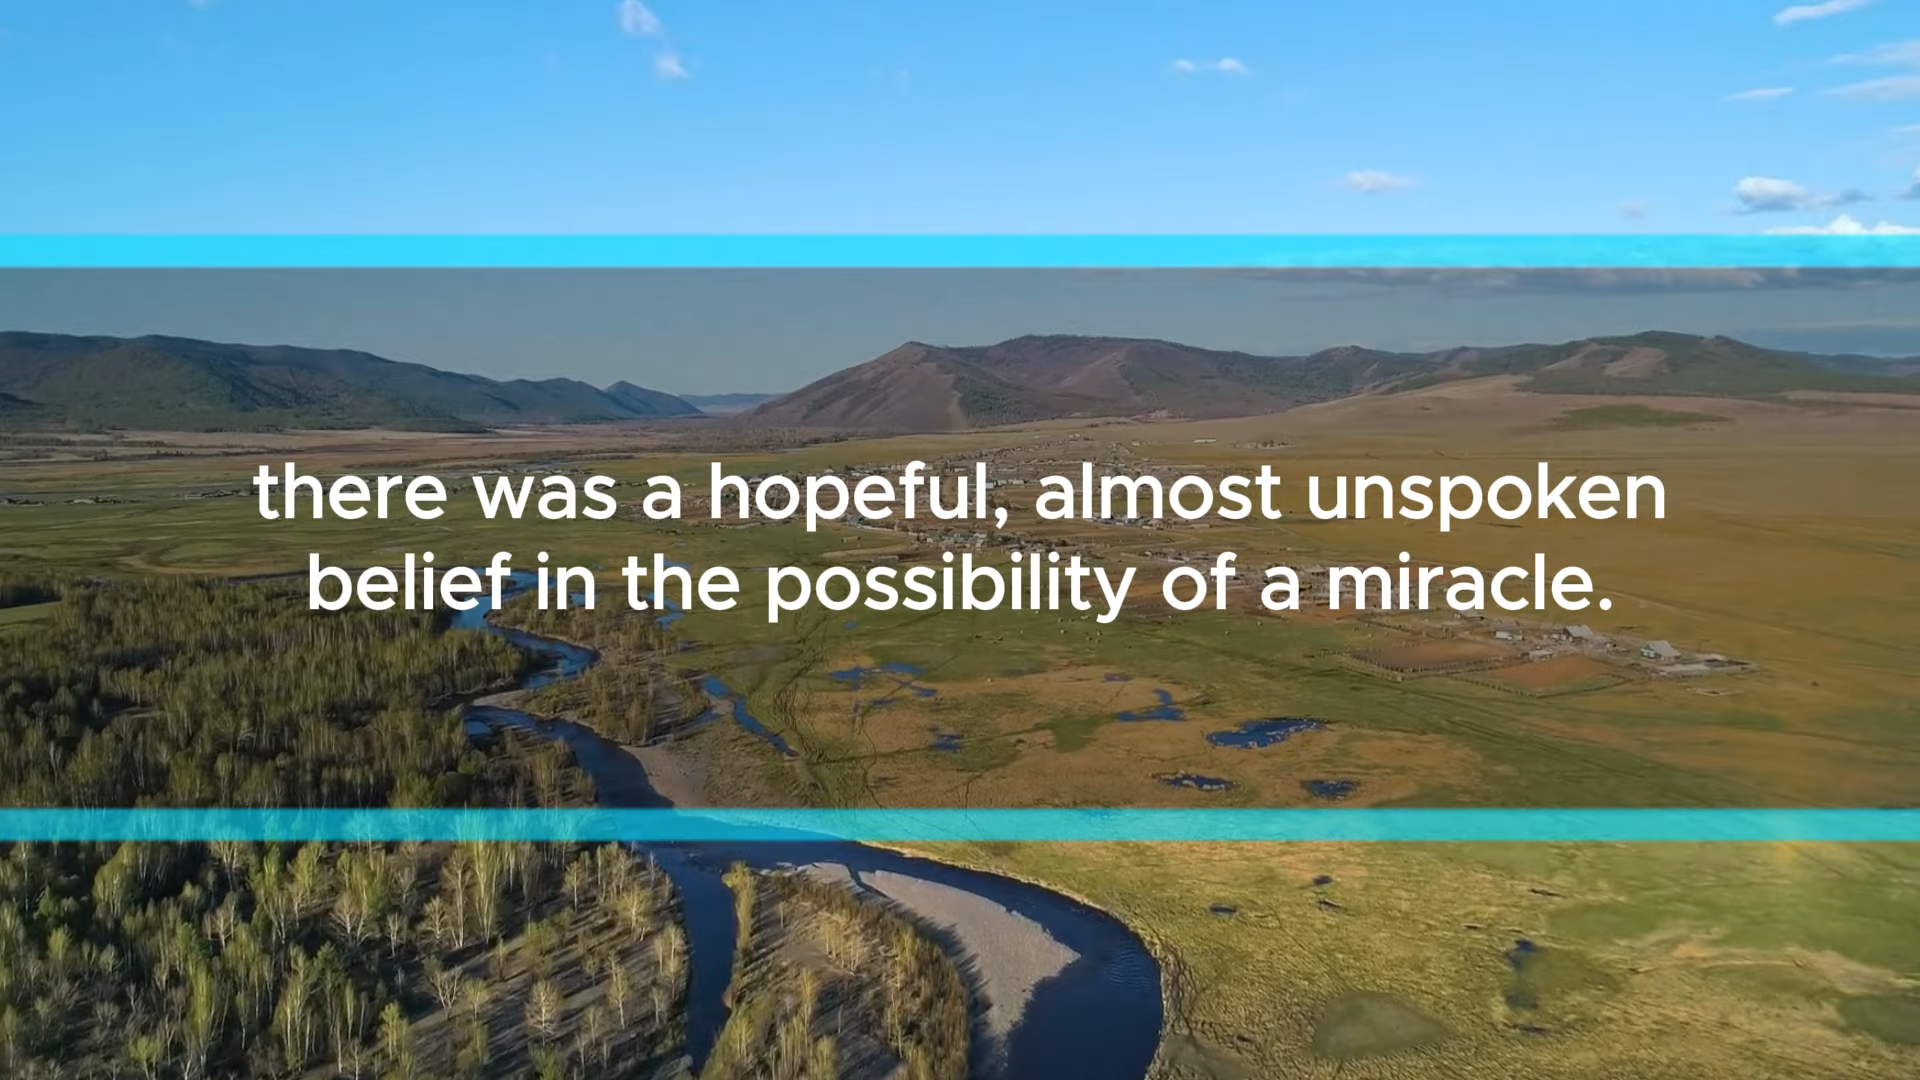 there was a hopeful, almost unspoken
belief in the possibility of a miracle.